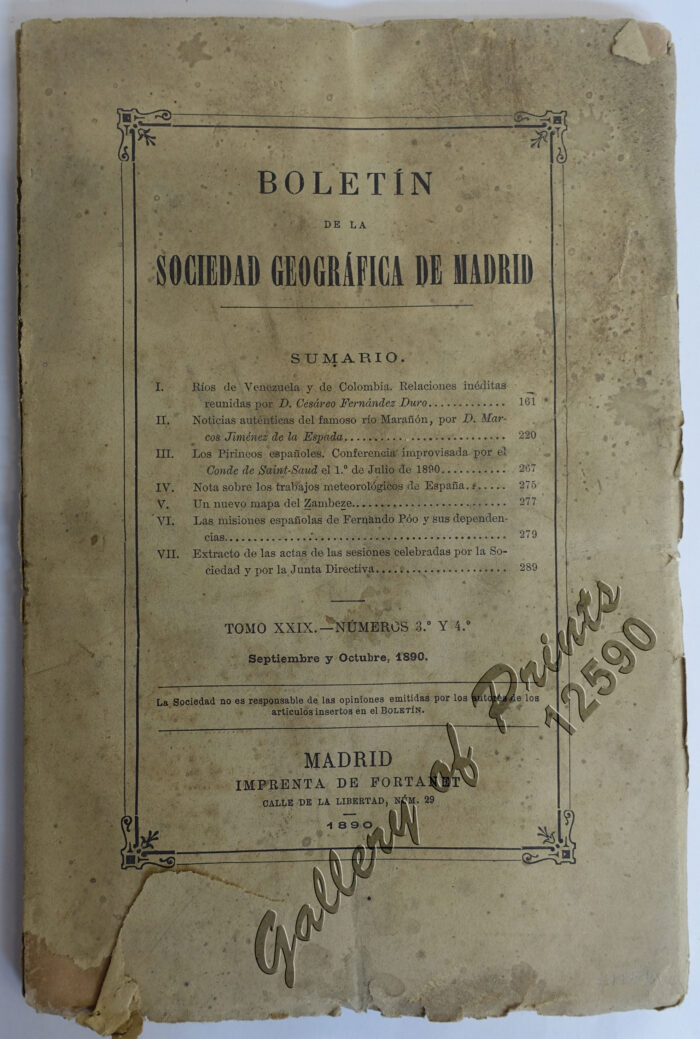 BOLETÍN
DE LA
SOCIEDAD GEOGRÁFICA DE MADRID
SUMARIO.
I. Ríos de Venezuela y de Colombia. Relaciones inéditas
reunidas por D. Cesáreo Fernández Duro............. 161
II. Noticias auténticas del famoso río Marañón, por D. Mar-
cos Jiménez de la Espada.......................... 220
III. Los Pirineos españoles. Conferencia improvisada por el
Conde de Saint-Saud el 1.º de Julio de 1890........... 267
IV. Nota sobre los trabajos meteorológicos de España....... 275
V. Un nuevo mapa del Zambeze......................... 277
VI. Las misiones españolas de Fernando Póo y sus dependen-
cias................................................ 279
VII. Extracto de las actas de las sesiones celebradas por la So-
ciedad y por la Junta Directiva..................... 289
TOMO XXIX.—NÚMEROS 3.º Y 4.º
Septiembre y Octubre, 1890.
La Sociedad no es responsable de las opiniones emitidas por los autores de los
artículos insertos en el BOLETÍN.
MADRID
IMPRENTA DE FORTANET
CALLE DE LA LIBERTAD, NÚM. 29
1890
Gallery of Prints
12590